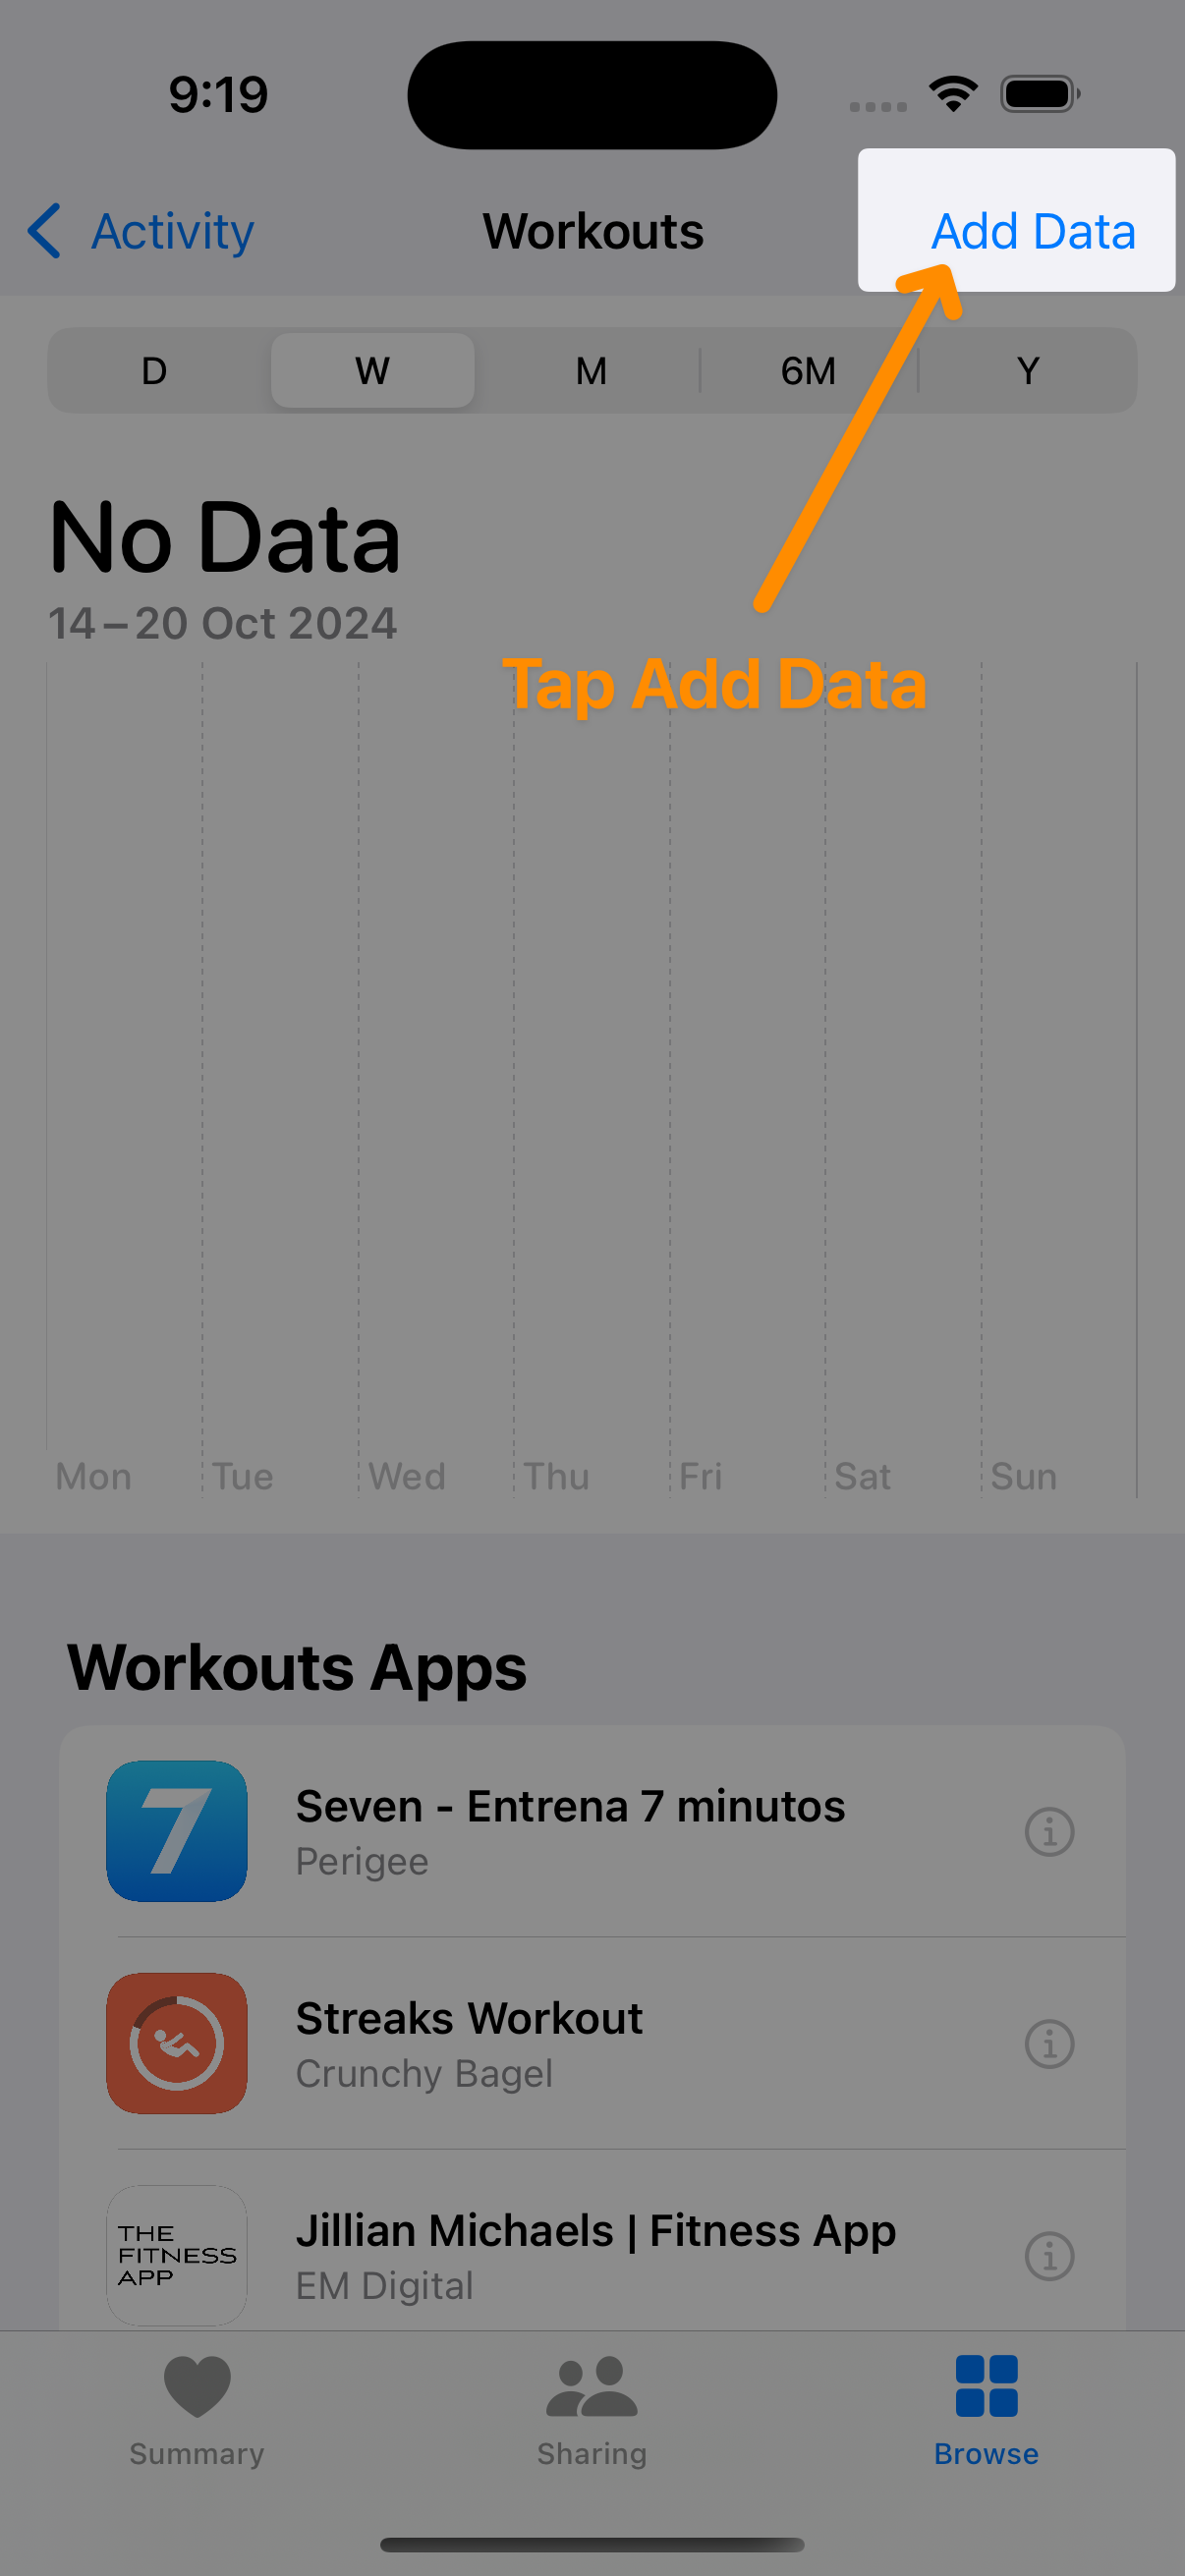 9:19
Activity
Workouts
Add Data
D W M 6M Y
No Data
14–20 Oct 2024
Tap Add Data
Mon Tue Wed Thu Fri Sat Sun
Workouts Apps
7
Seven - Entrena 7 minutos
Perigee
Streaks Workout
Crunchy Bagel
THE
FITNESS
APP
Jillian Michaels | Fitness App
EM Digital
Summary Sharing Browse